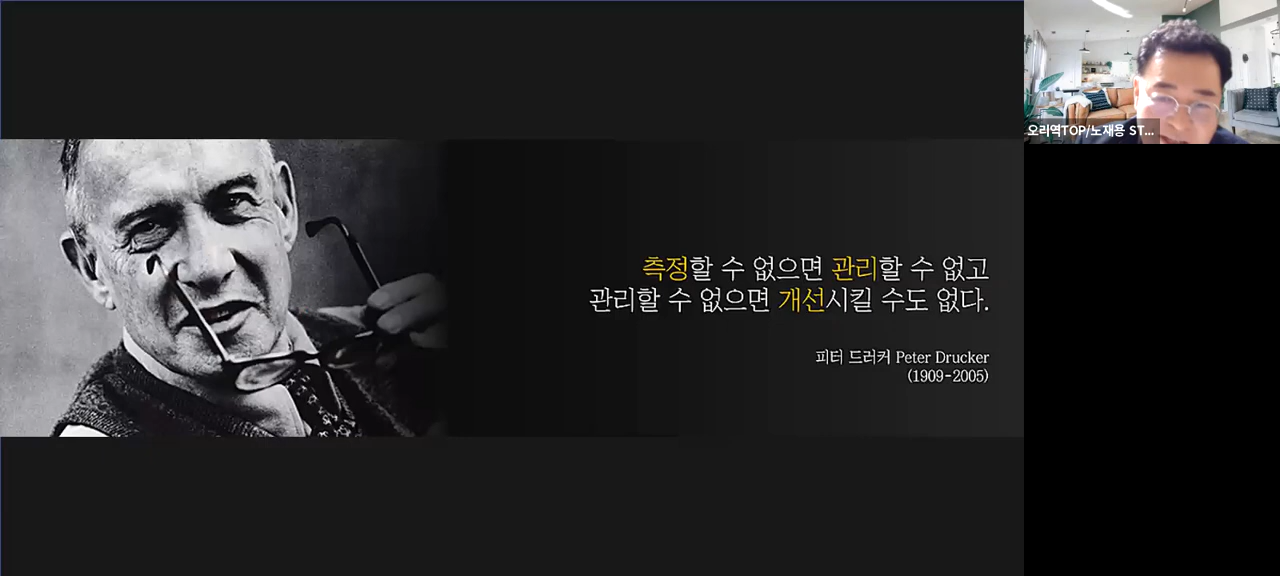 측정할 수 없으면 관리할 수 없고
관리할 수 없으면 개선시킬 수도 없다.
피터 드러커 Peter Drucker
(1909-2005)
오리역TOP/노재용 ST...